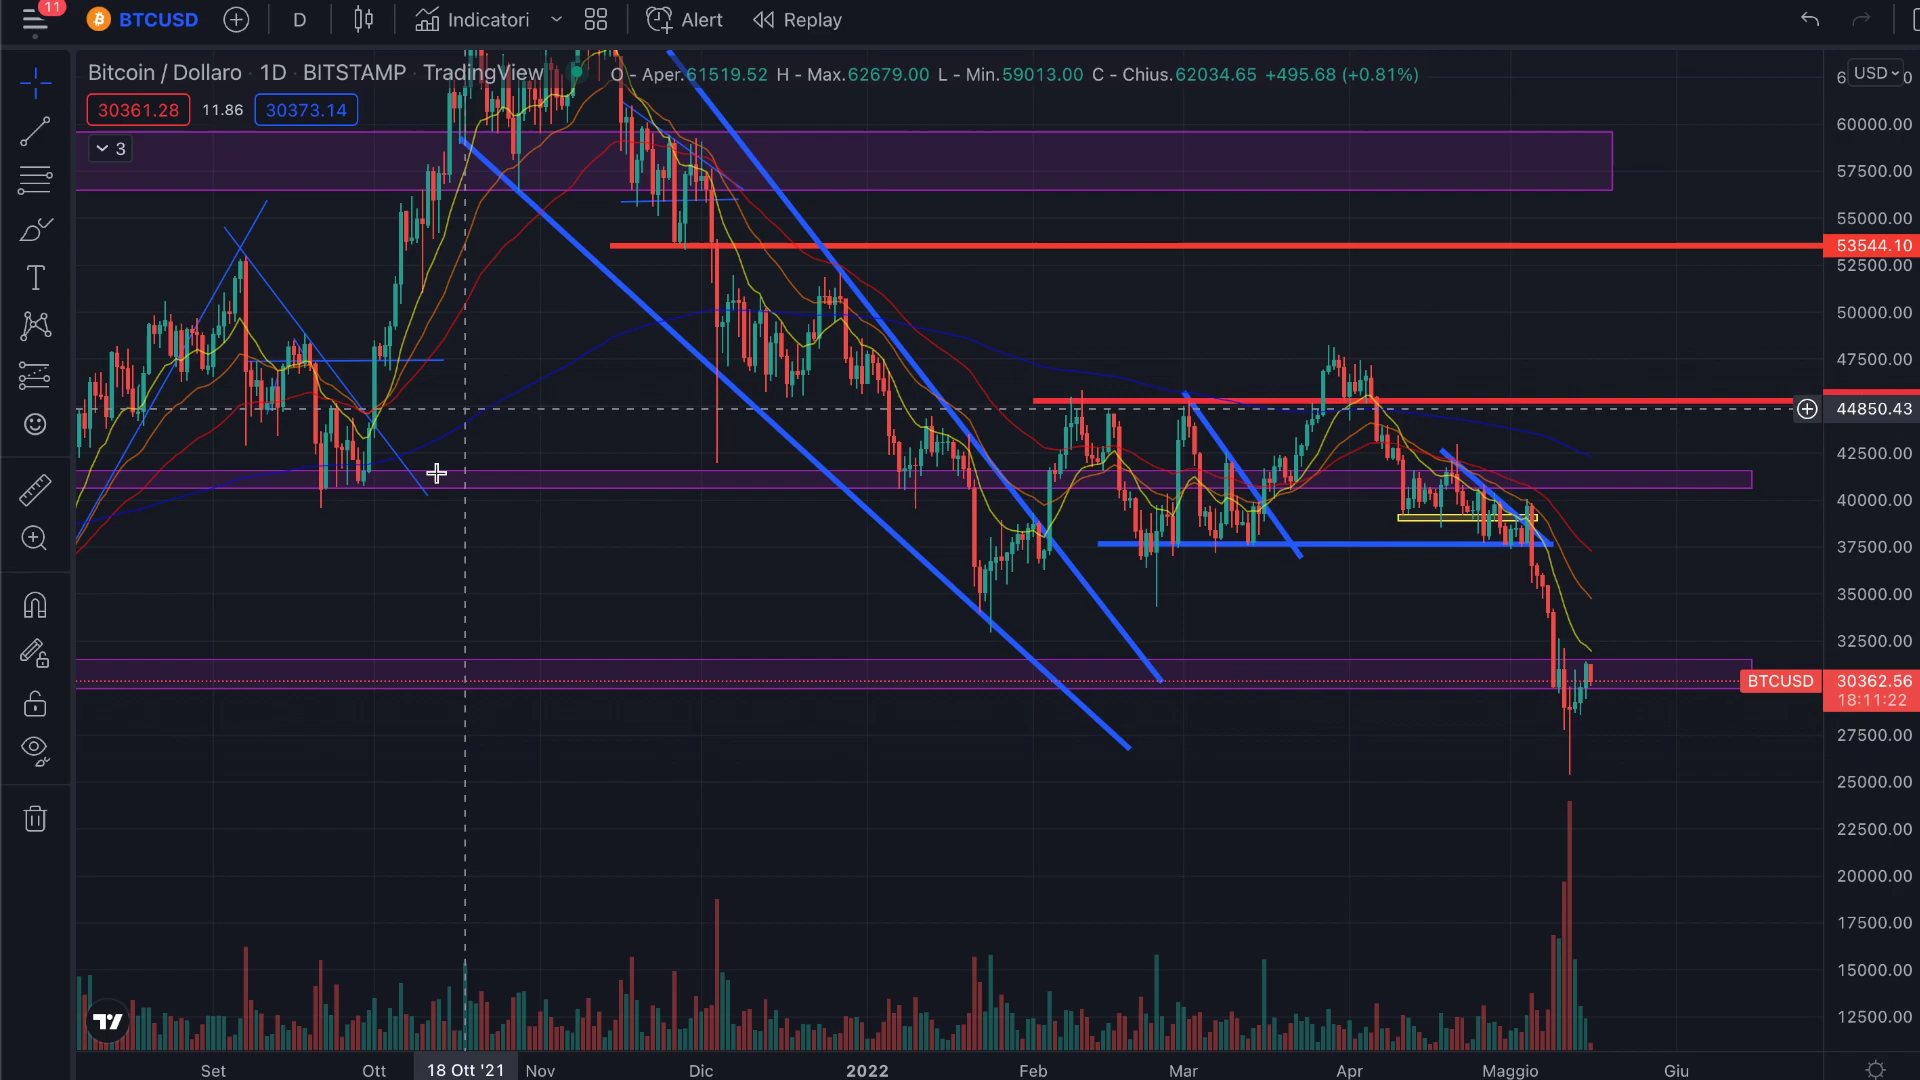 11
BTCUSD
D
Indicatori
Alert
Replay
Bitcoin / Dollaro · 1D · BITSTAMP · TradingView
O - Aper.61519.52 H - Max.62679.00 L - Min.59013.00 C - Chius.62034.65 +495.68 (+0.81%)
30361.28 11.86 30373.14
3
USD
60000.00
57500.00
55000.00
53544.10
52500.00
50000.00
47500.00
44850.43
42500.00
40000.00
37500.00
35000.00
32500.00
BTCUSD 30362.56
18:11:22
27500.00
25000.00
22500.00
20000.00
17500.00
15000.00
12500.00
Set Ott 18 Ott '21 Nov Dic 2022 Feb Mar Apr Maggio Giu